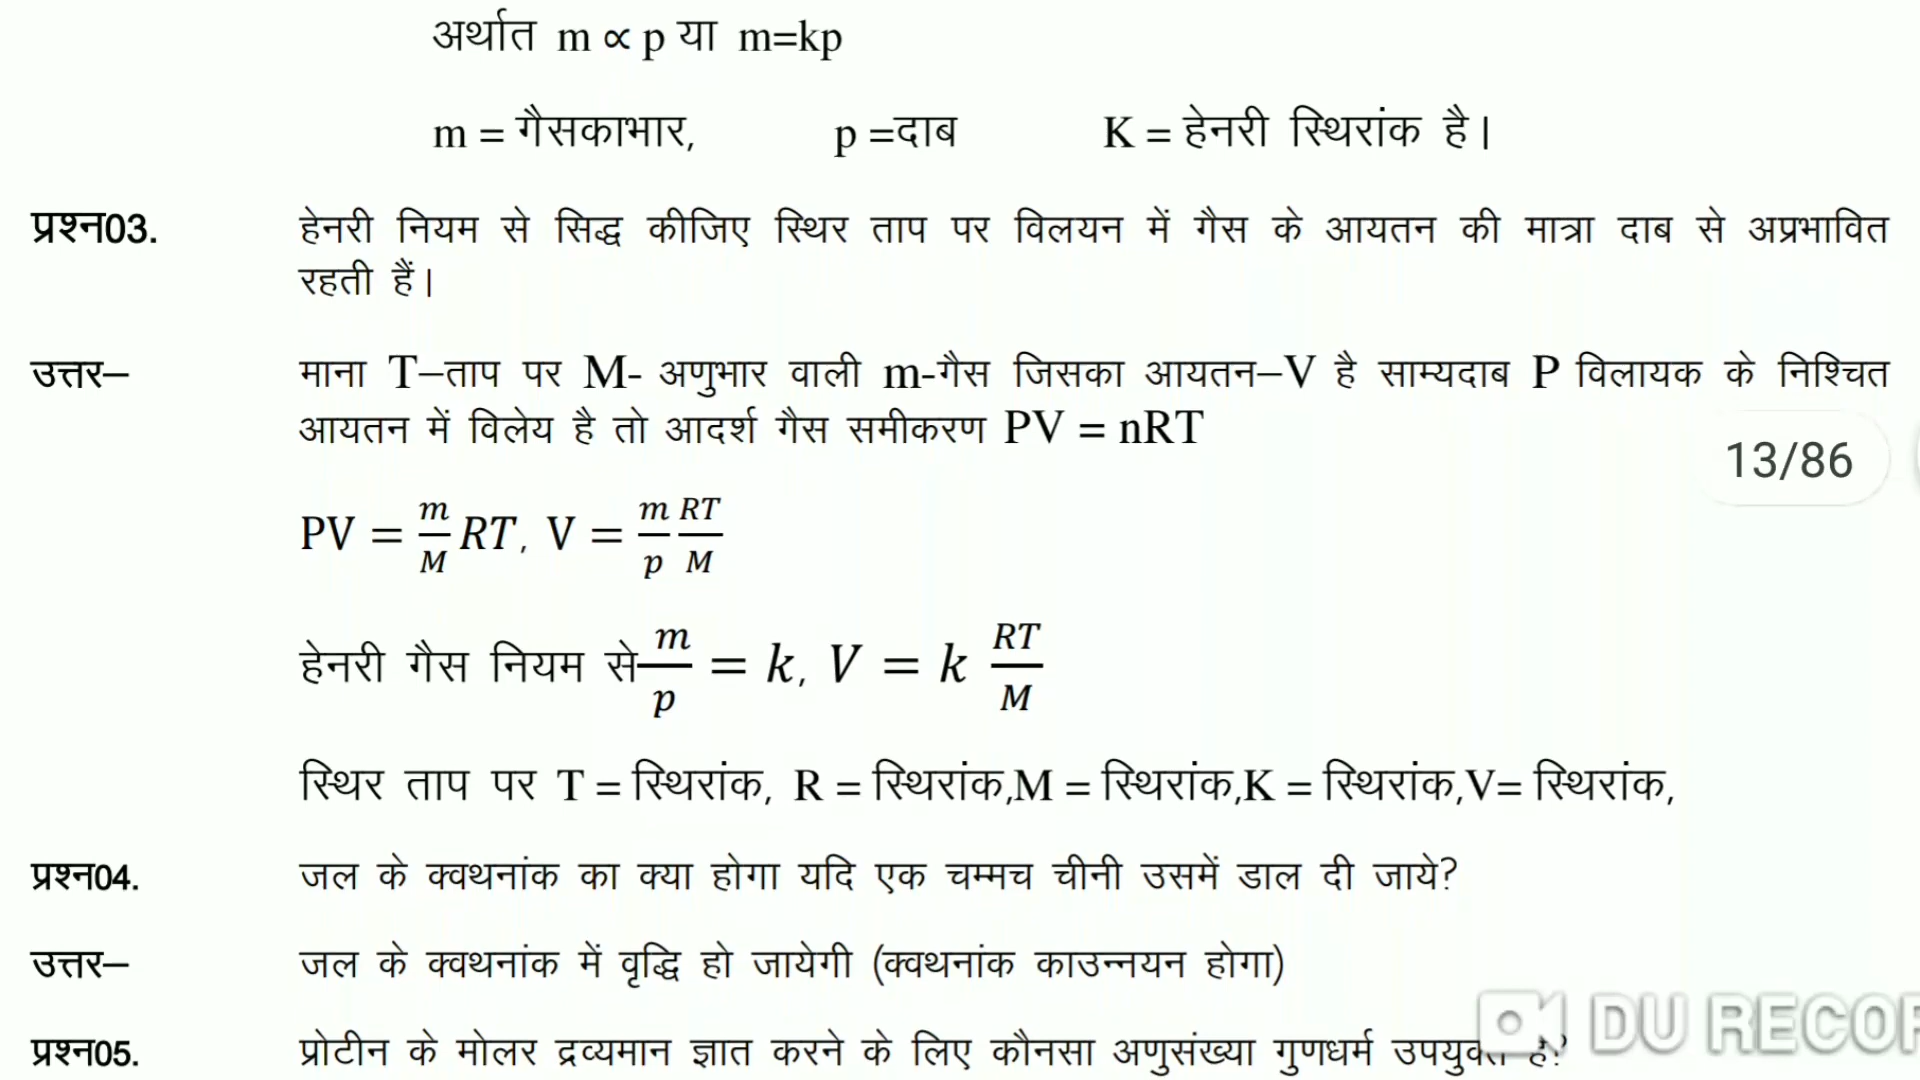 अर्थात m ∝ p या m=kp
m = गैसकाभार, p =दाब K = हेनरी स्थिरांक है।
प्रश्न03. हेनरी नियम से सिद्ध कीजिए स्थिर ताप पर विलयन में गैस के आयतन की मात्रा दाब से अप्रभावित
रहती हैं।
उत्तर– माना T–ताप पर M- अणुभार वाली m-गैस जिसका आयतन–V है साम्यदाब P विलायक के निश्चित
आयतन में विलेय है तो आदर्श गैस समीकरण PV = nRT
13/86
PV = m/M RT, V = m/p RT/M
हेनरी गैस नियम से m/p = k, V = k RT/M
स्थिर ताप पर T = स्थिरांक, R = स्थिरांक,M = स्थिरांक,K = स्थिरांक,V= स्थिरांक,
प्रश्न04. जल के क्वथनांक का क्या होगा यदि एक चम्मच चीनी उसमें डाल दी जाये?
उत्तर– जल के क्वथनांक में वृद्धि हो जायेगी (क्वथनांक काउन्नयन होगा)
प्रश्न05. प्रोटीन के मोलर द्रव्यमान ज्ञात करने के लिए कौनसा अणुसंख्या गुणधर्म उपयुक्त है?
DU RECOR